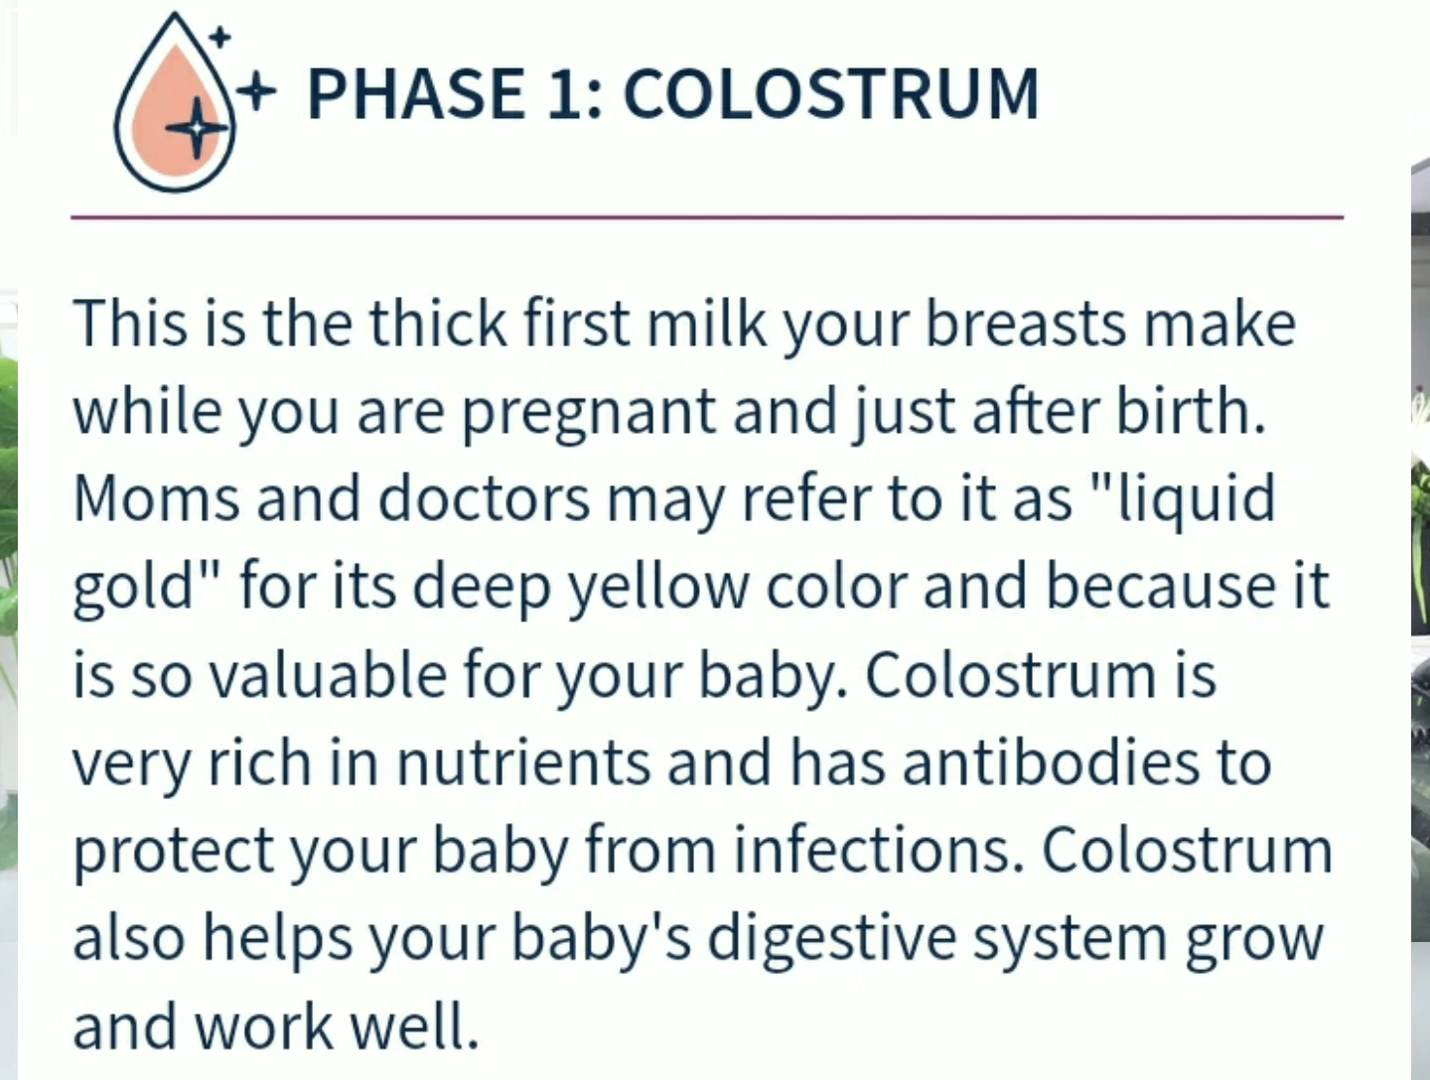 PHASE 1: COLOSTRUM
This is the thick first milk your breasts make
while you are pregnant and just after birth.
Moms and doctors may refer to it as "liquid
gold" for its deep yellow color and because it
is so valuable for your baby. Colostrum is
very rich in nutrients and has antibodies to
protect your baby from infections. Colostrum
also helps your baby's digestive system grow
and work well.